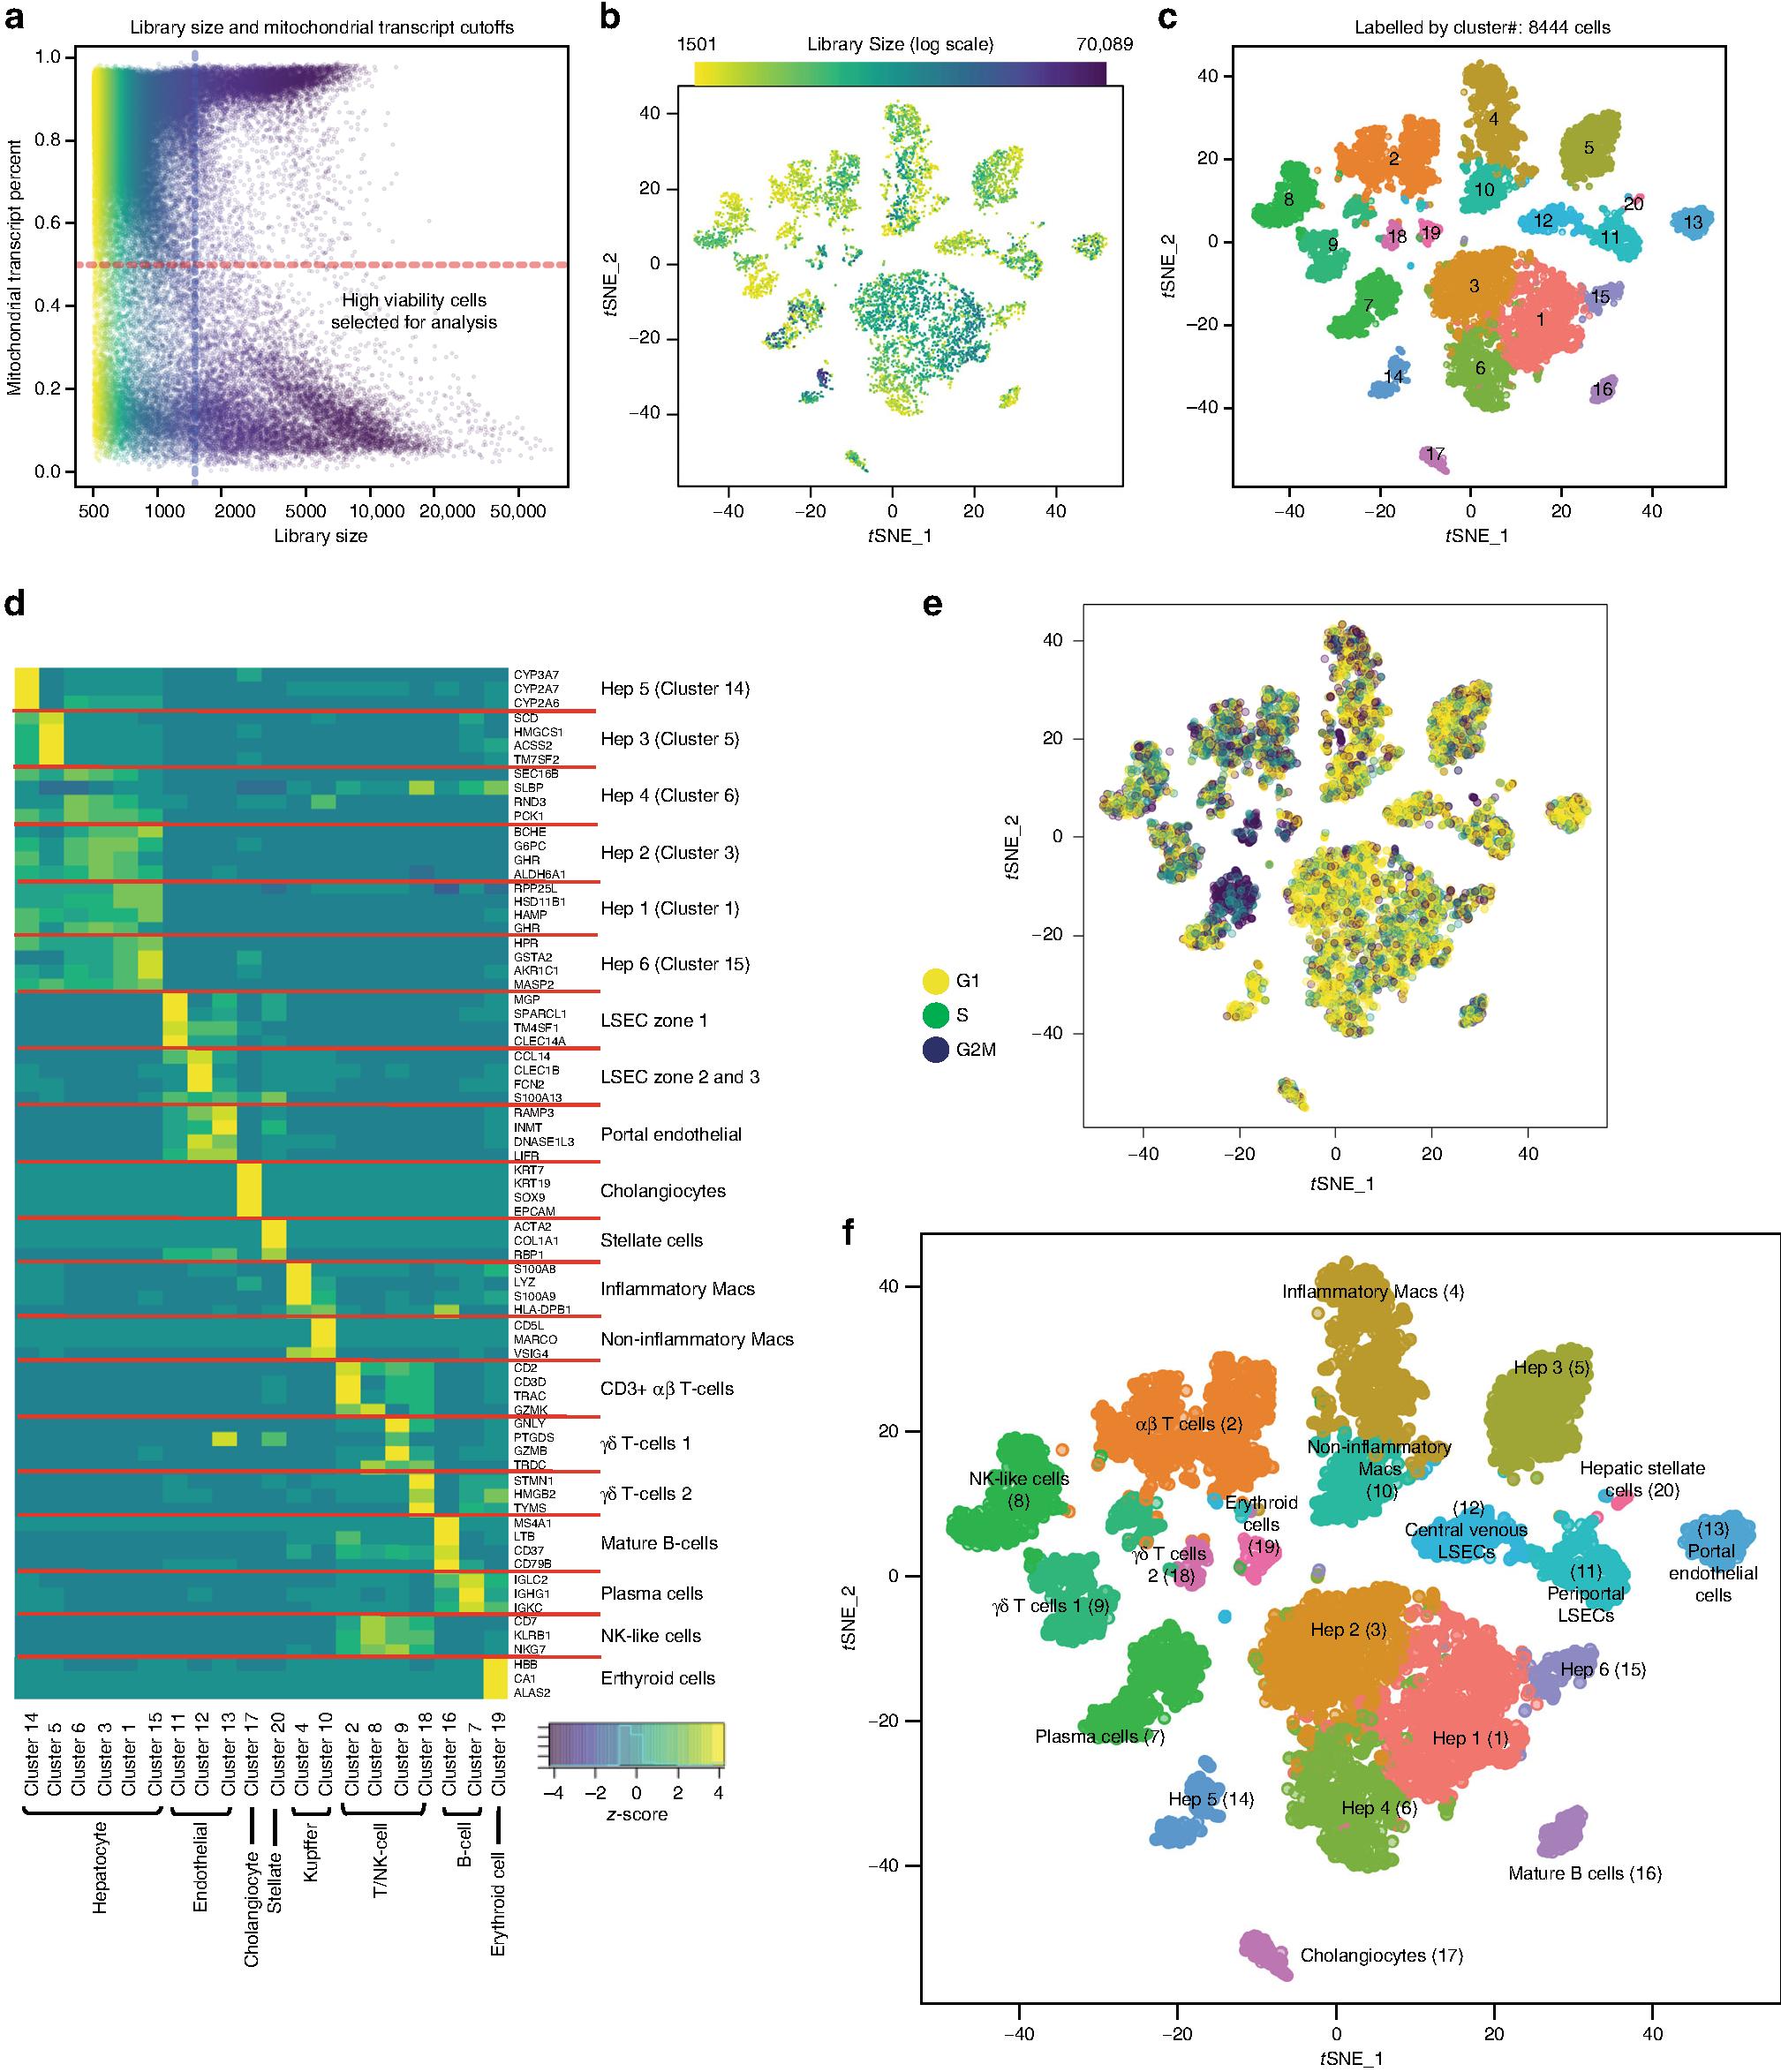 a
Library size and mitochondrial transcript cutoffs
Mitochondrial transcript percent
1.0
0.8
0.6
0.4
0.2
0.0
High viability cells
selected for analysis
500 1000 2000 5000 10,000 20,000 50,000
Library size
b
1501 Library Size (log scale) 70,089
tSNE_2
40
20
0
−20
−40
−40 −20 0 20 40
tSNE_1
c
Labelled by cluster#: 8444 cells
tSNE_2
40
20
0
−20
−40
4
5
2
10
8
20
12
13
18 19
11
9
3
15
7
1
6
14
16
17
−40 −20 0 20 40
tSNE_1
d
CYP3A7
CYP2A7
CYP2A6
Hep 5 (Cluster 14)
SCD
HMGCS1
ACSS2
TM7SF2
Hep 3 (Cluster 5)
SEC16B
SLBP
RND3
PCK1
Hep 4 (Cluster 6)
BCHE
G6PC
GHR
ALDH6A1
Hep 2 (Cluster 3)
RPP25L
HSD11B1
HAMP
GHR
Hep 1 (Cluster 1)
HPR
GSTA2
AKR1C1
MASP2
Hep 6 (Cluster 15)
MGP
SPARCL1
TM4SF1
CLEC14A
LSEC zone 1
CCL14
CLEC1B
FCN2
S100A13
LSEC zone 2 and 3
RAMP3
INMT
DNASE1L3
LIFR
Portal endothelial
KRT7
KRT19
SOX9
EPCAM
Cholangiocytes
ACTA2
COL1A1
RBP1
Stellate cells
S100A8
LYZ
S100A9
HLA-DPB1
Inflammatory Macs
CD5L
MARCO
VSIG4
Non-inflammatory Macs
CD2
CD3D
TRAC
GZMK
CD3+ αβ T-cells
GNLY
PTGDS
GZMB
TRDC
γδ T-cells 1
STMN1
HMGB2
TYMS
γδ T-cells 2
MS4A1
LTB
CD37
CD79B
Mature B-cells
IGLC2
IGHG1
IGKC
Plasma cells
CD7
KLRB1
NKG7
NK-like cells
HBB
CA1
ALAS2
Erthyroid cells
Cluster 14
Cluster 5
Cluster 6
Cluster 3
Cluster 1
Cluster 15
Cluster 11
Cluster 12
Cluster 13
Cluster 17
Cluster 20
Cluster 4
Cluster 10
Cluster 2
Cluster 8
Cluster 9
Cluster 18
Cluster 16
Cluster 7
Cluster 19
Hepatocyte
Endothelial
Cholangiocyte
Stellate
Kupffer
T/NK-cell
B-cell
Erythroid cell
−4 −2 0 2 4
z-score
e
G1
S
G2M
tSNE_2
40
20
0
−20
−40
−40 −20 0 20 40
tSNE_1
f
tSNE_2
40
20
0
−20
−40
Inflammatory Macs (4)
Hep 3 (5)
αβ T cells (2)
Non-inflammatory
Macs
(10)
NK-like cells
(8)
Hepatic stellate
cells (20)
Erythroid
cells
(19)
(12)
Central venous
LSECs
(13)
Portal
endothelial
cells
γδ T cells
2 (18)
(11)
Periportal
LSECs
γδ T cells 1 (9)
Hep 2 (3)
Hep 6 (15)
Plasma cells (7)
Hep 1 (1)
Hep 5 (14)
Hep 4 (6)
Mature B cells (16)
Cholangiocytes (17)
−40 −20 0 20 40
tSNE_1